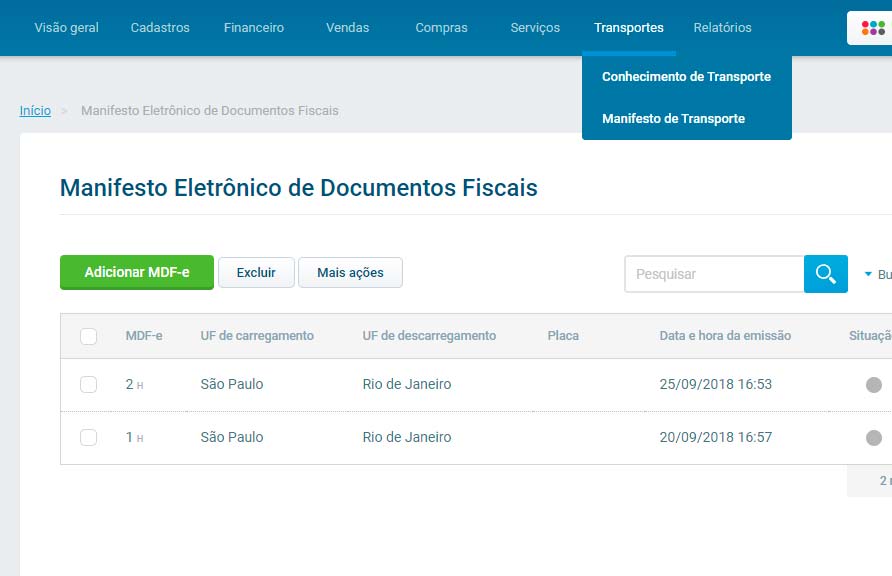 Visão geral Cadastros Financeiro Vendas Compras Serviços Transportes Relatórios
Conhecimento de Transporte
Manifesto de Transporte
Início > Manifesto Eletrônico de Documentos Fiscais
Manifesto Eletrônico de Documentos Fiscais
Adicionar MDF-e Excluir Mais ações Pesquisar Bu
MDF-e UF de carregamento UF de descarregamento Placa Data e hora da emissão Situaçã
2 H São Paulo Rio de Janeiro 25/09/2018 16:53
1 H São Paulo Rio de Janeiro 20/09/2018 16:57
2